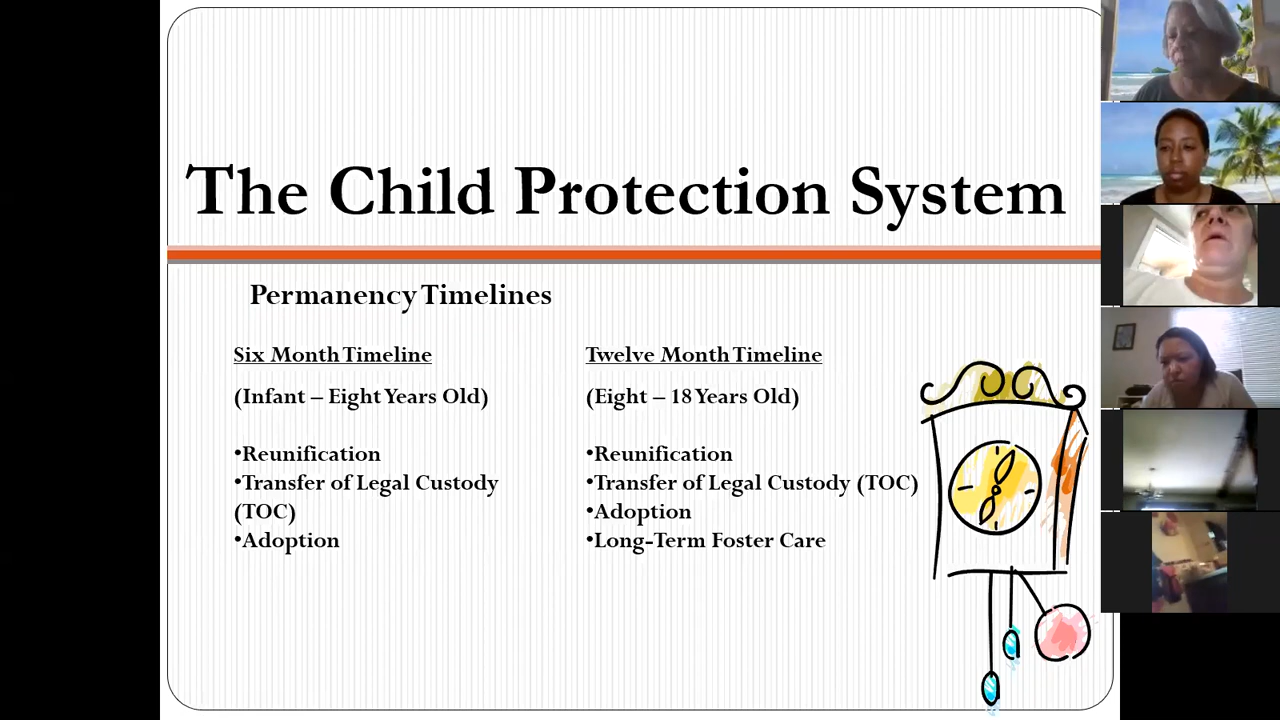 The Child Protection System
Permanency Timelines
Six Month Timeline
(Infant – Eight Years Old)
•Reunification
•Transfer of Legal Custody
(TOC)
•Adoption
Twelve Month Timeline
(Eight – 18 Years Old)
•Reunification
•Transfer of Legal Custody (TOC)
•Adoption
•Long-Term Foster Care